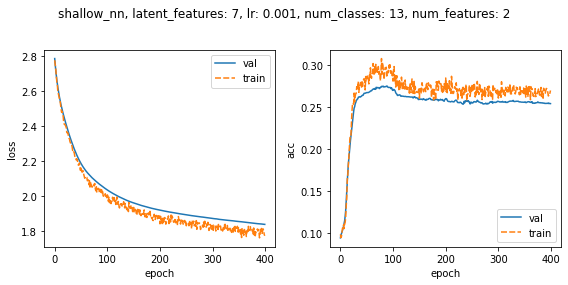 shallow_nn, latent_features: 7, lr: 0.001, num_classes: 13, num_features: 2
2.8
2.6
2.4
2.2
2.0
1.8
loss
0
100
200
300
400
epoch
val
train
0.30
0.25
0.20
0.15
0.10
acc
0
100
200
300
400
epoch
val
train